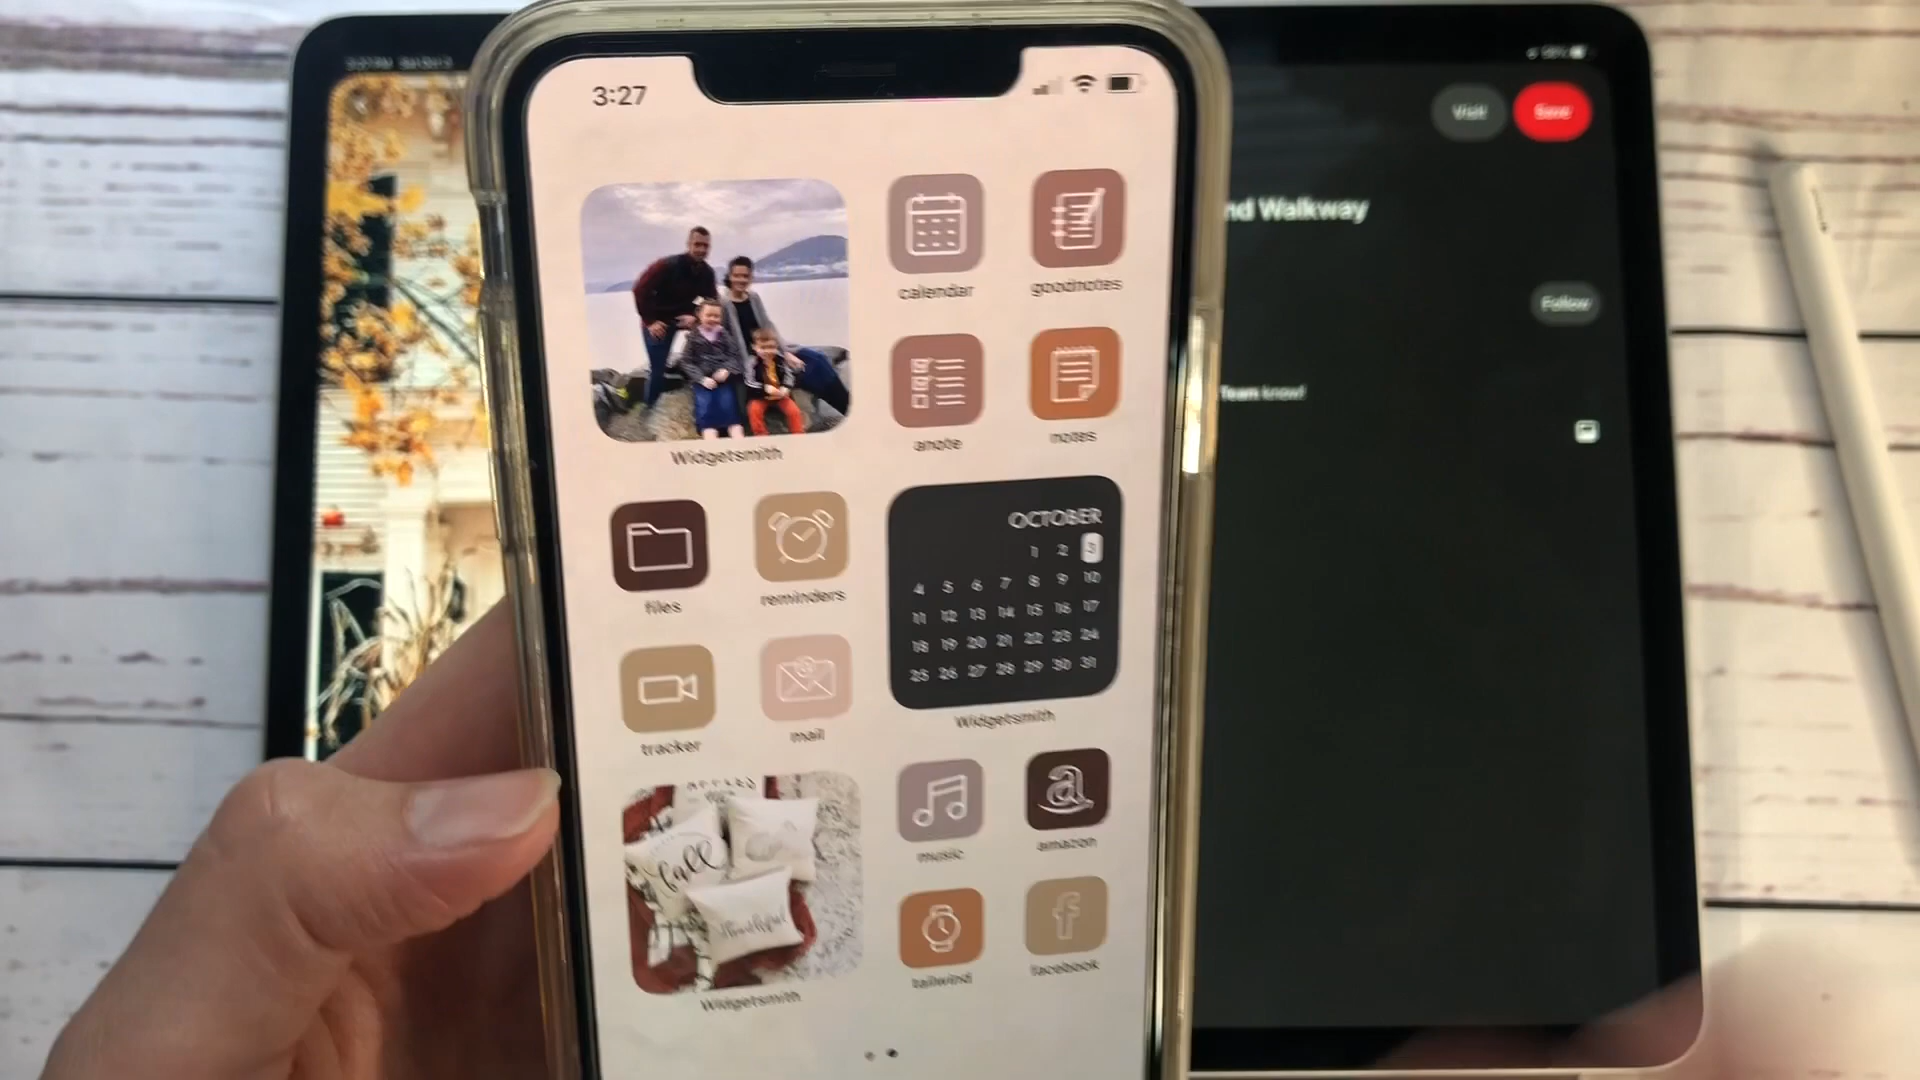 3:27
calendar
goodnotes
anote
notes
Widgetsmith
files
reminders
tracker
mail
OCTOBER
1 2 3
4 5 6 7 8 9 10
11 12 13 14 15 16 17
18 19 20 21 22 23 24
25 26 27 28 29 30 31
Widgetsmith
music
amazon
tailwind
facebook
fall
thankful
Widgetsmith
Visit
Save
nd Walkway
Follow
Team know!